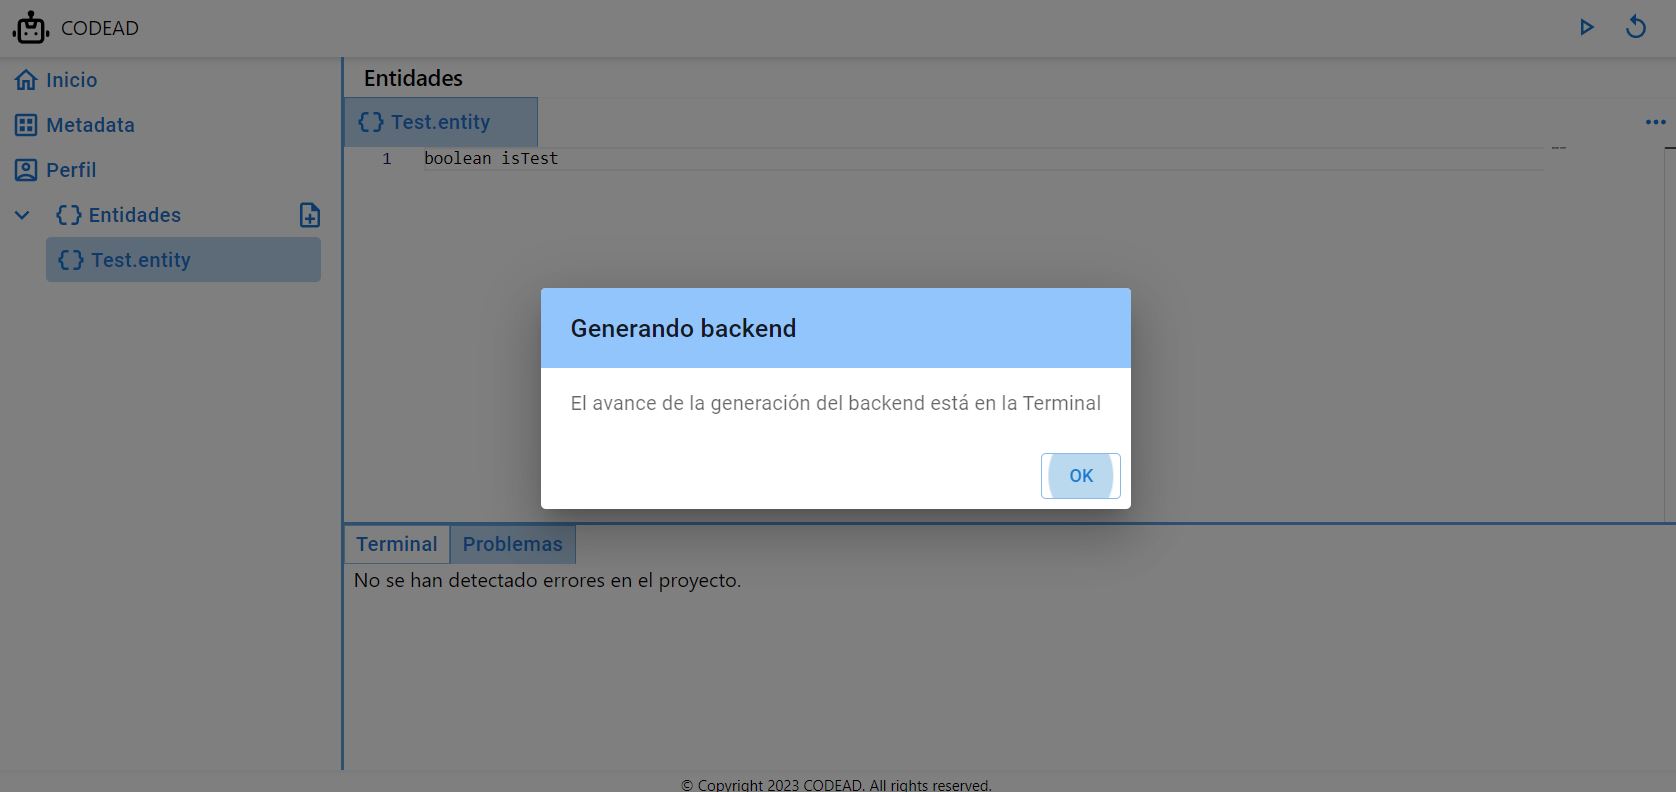 CODEAD
Inicio
Metadata
Perfil
Entidades
Test.entity
Entidades
Test.entity
1 boolean isTest
Generando backend
El avance de la generación del backend está en la Terminal
OK
Terminal Problemas
No se han detectado errores en el proyecto.
© Copyright 2023 CODEAD. All rights reserved.